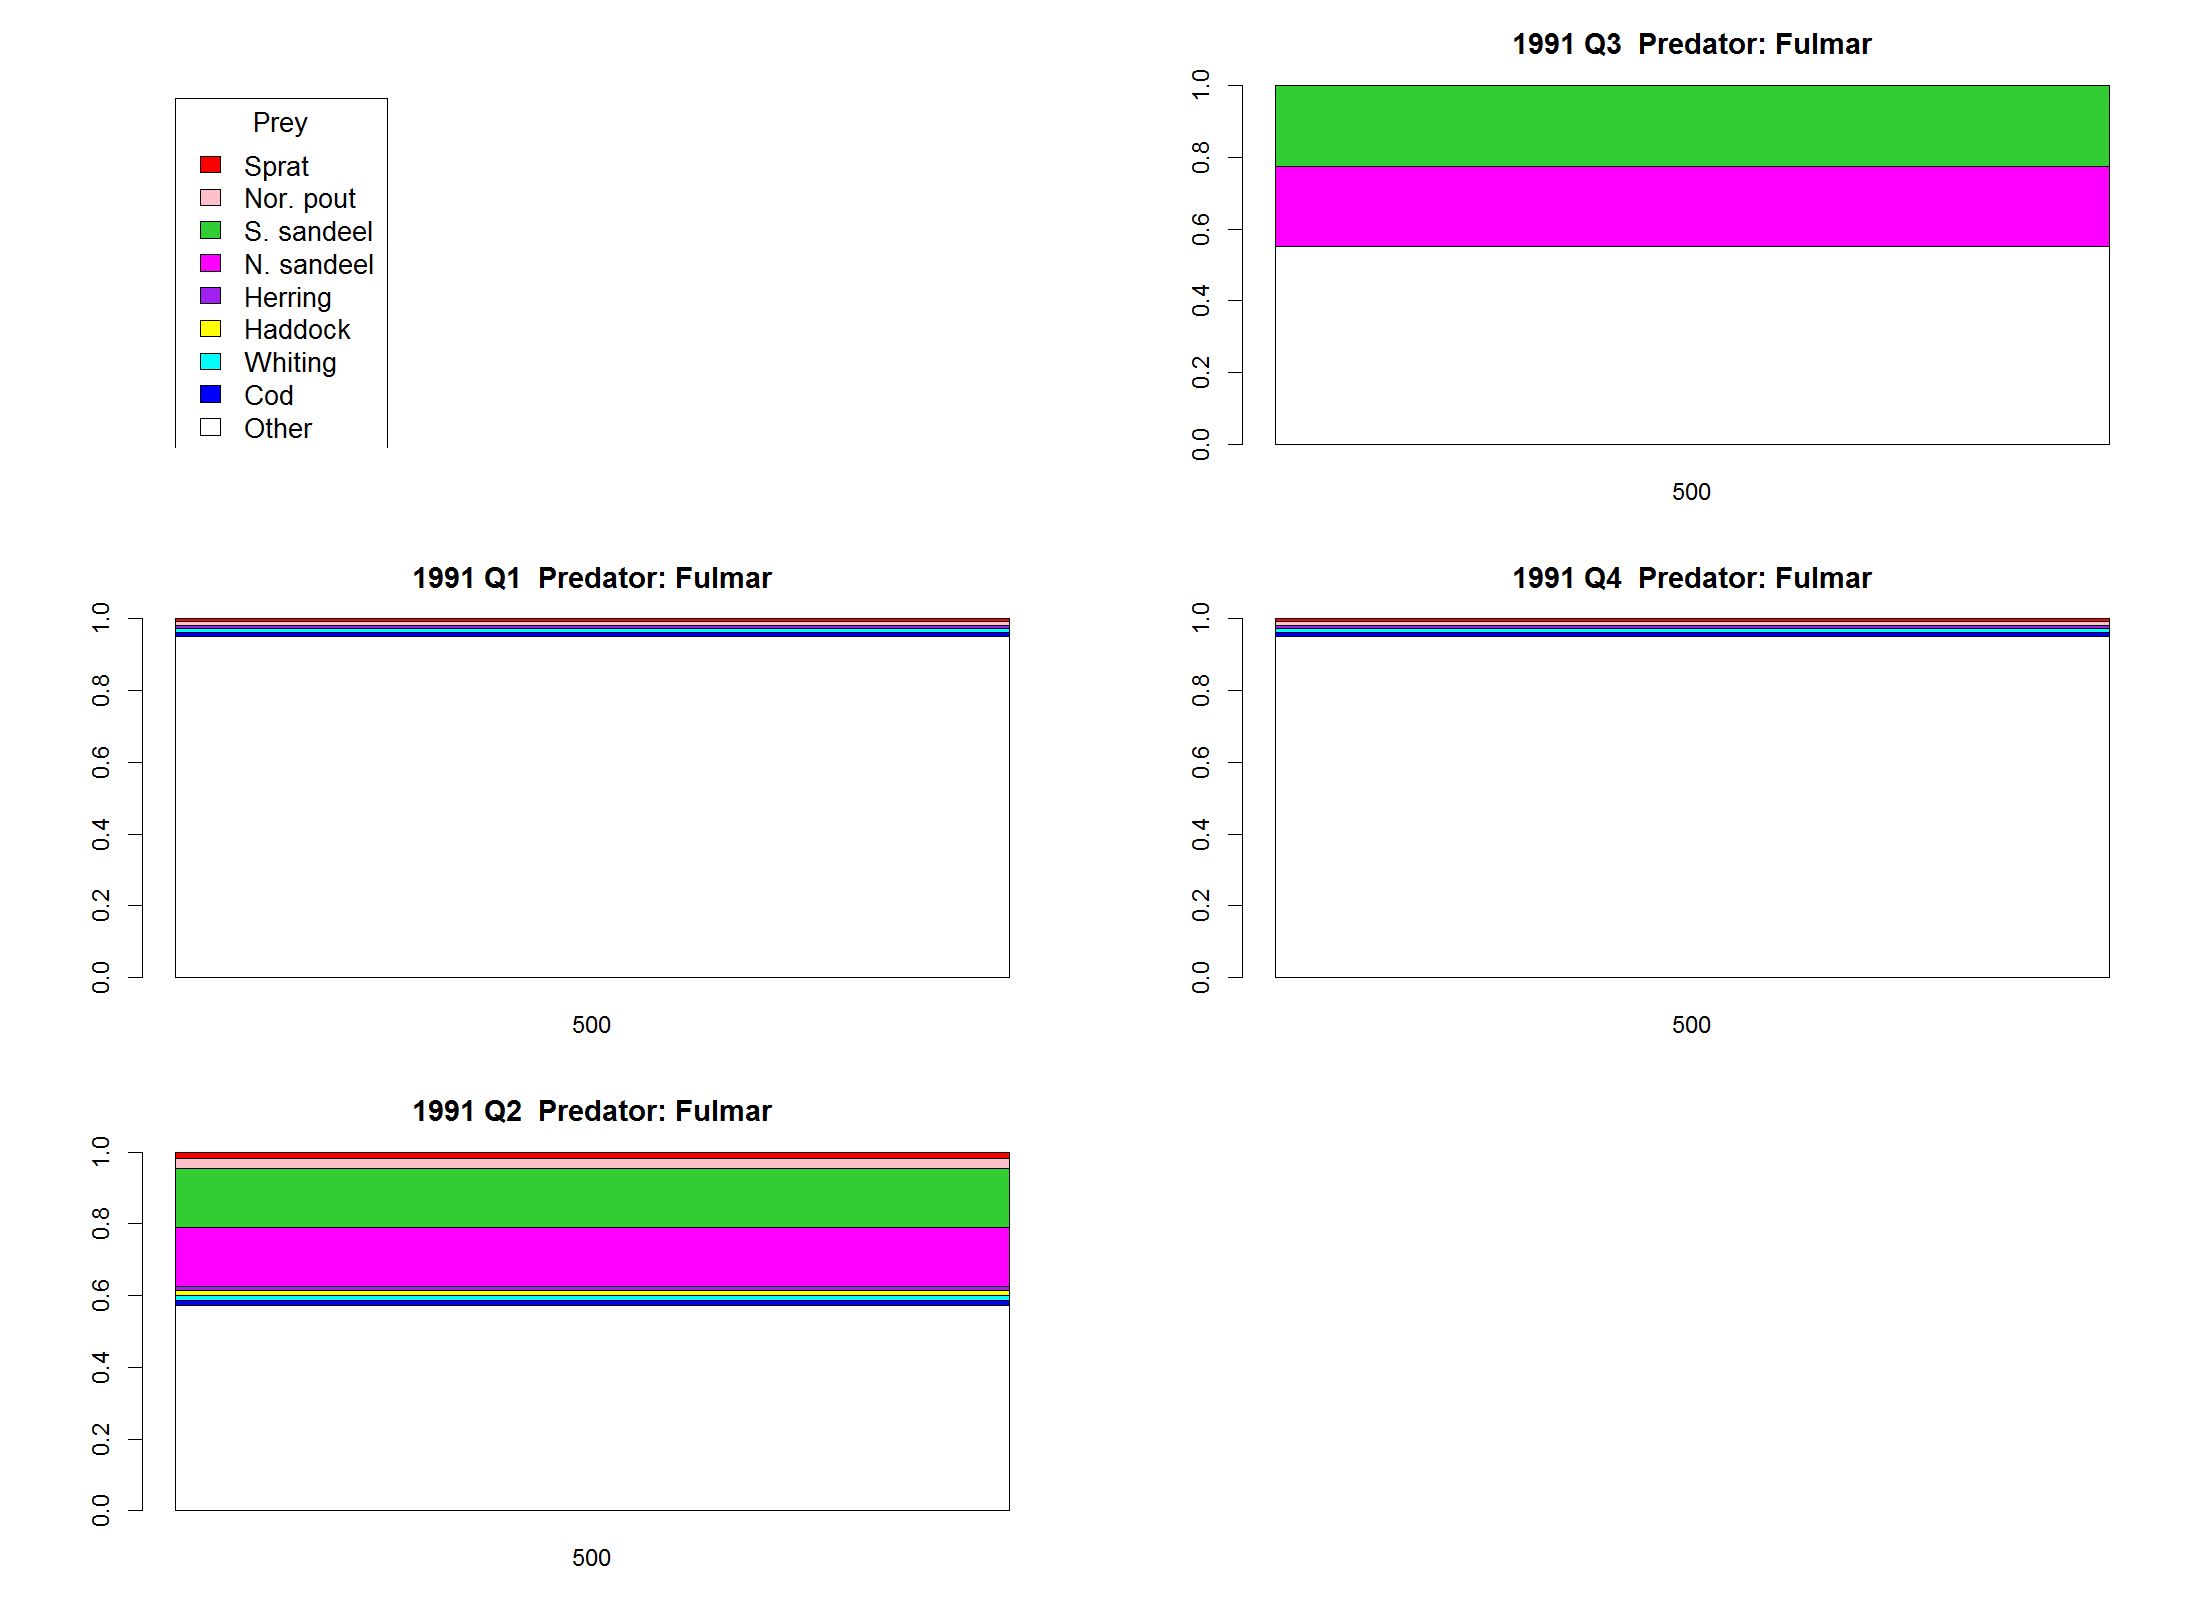 Prey
Sprat
Nor. pout
S. sandeel
N. sandeel
Herring
Haddock
Whiting
Cod
Other
1991 Q3  Predator: Fulmar
1.0
0.8
0.6
0.4
0.2
0.0
500
1991 Q1  Predator: Fulmar
1.0
0.8
0.6
0.4
0.2
0.0
500
1991 Q4  Predator: Fulmar
1.0
0.8
0.6
0.4
0.2
0.0
500
1991 Q2  Predator: Fulmar
1.0
0.8
0.6
0.4
0.2
0.0
500